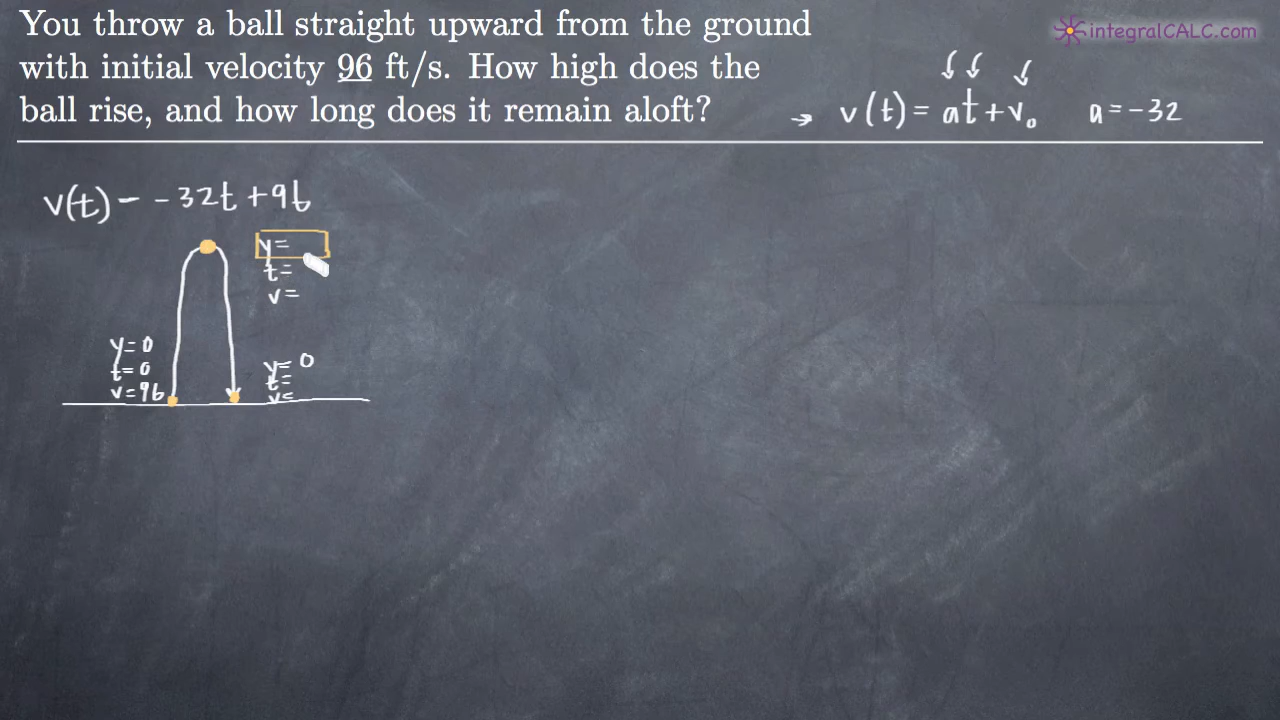 You throw a ball straight upward from the ground
with initial velocity 96 ft/s. How high does the
ball rise, and how long does it remain aloft?
integralCALC.com
v(t) = at + v₀
a = -32
v(t) = -32t + 96
y=
t=
v=
y=0
t=0
v=96
y=0
t=
v=